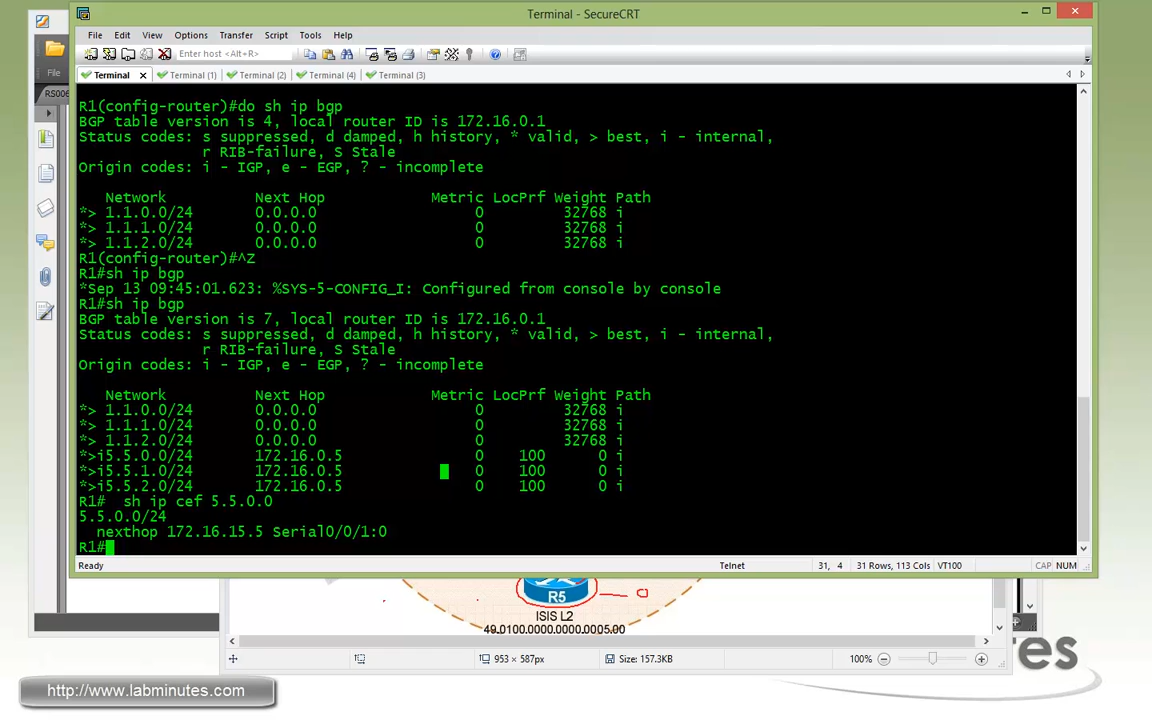 Terminal - SecureCRT
File Edit View Options Transfer Script Tools Help
Enter host <Alt+R>
Terminal Terminal (1) Terminal (2) Terminal (4) Terminal (3)
File
RS006
R1(config-router)#do sh ip bgp
BGP table version is 4, local router ID is 172.16.0.1
Status codes: s suppressed, d damped, h history, * valid, > best, i - internal,
r RIB-failure, S Stale
Origin codes: i - IGP, e - EGP, ? - incomplete
Network Next Hop Metric LocPrf Weight Path
*> 1.1.0.0/24 0.0.0.0 0 32768 i
*> 1.1.1.0/24 0.0.0.0 0 32768 i
*> 1.1.2.0/24 0.0.0.0 0 32768 i
R1(config-router)#^Z
R1#sh ip bgp
*Sep 13 09:45:01.623: %SYS-5-CONFIG_I: Configured from console by console
R1#sh ip bgp
BGP table version is 7, local router ID is 172.16.0.1
Status codes: s suppressed, d damped, h history, * valid, > best, i - internal,
r RIB-failure, S Stale
Origin codes: i - IGP, e - EGP, ? - incomplete
Network Next Hop Metric LocPrf Weight Path
*> 1.1.0.0/24 0.0.0.0 0 32768 i
*> 1.1.1.0/24 0.0.0.0 0 32768 i
*> 1.1.2.0/24 0.0.0.0 0 32768 i
*>i5.5.0.0/24 172.16.0.5 0 100 0 i
*>i5.5.1.0/24 172.16.0.5 0 100 0 i
*>i5.5.2.0/24 172.16.0.5 0 100 0 i
R1# sh ip cef 5.5.0.0
5.5.0.0/24
nexthop 172.16.15.5 Serial0/0/1:0
R1#
Ready Telnet 31, 4 31 Rows, 113 Cols VT100 CAP NUM
R5
ISIS L2
49.0100.0000.0000.0005.00
953 × 587px Size: 157.3KB 100%
http://www.labminutes.com